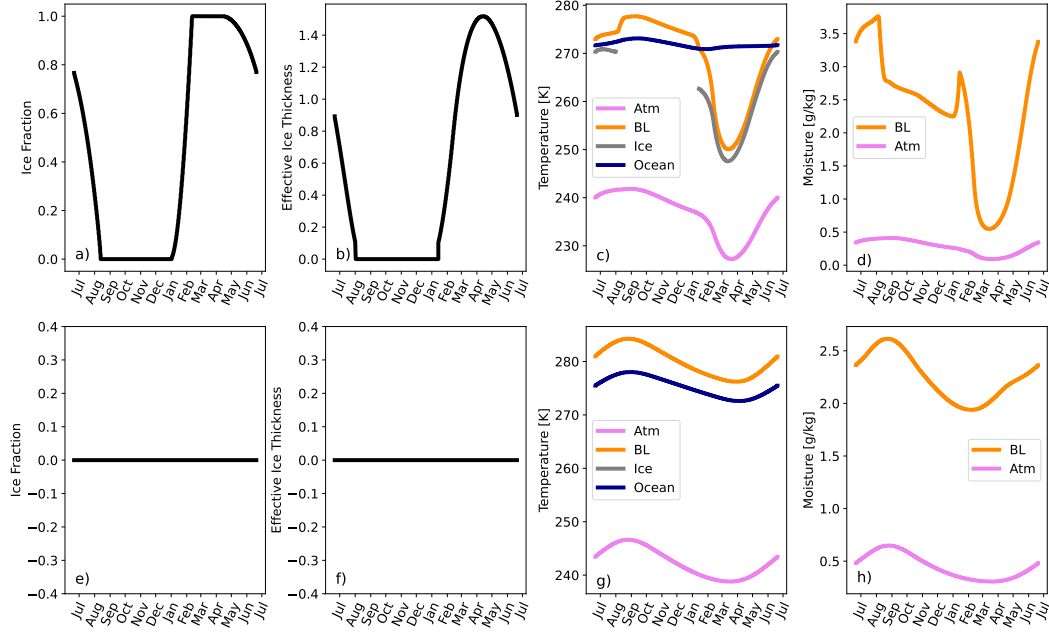 1.0
0.8
0.6
0.4
0.2
0.0
Ice Fraction
a)
Jul
Aug
Sep
Oct
Nov
Dec
Jan
Feb
Mar
Apr
May
Jun
Jul
1.4
1.2
1.0
0.8
0.6
0.4
0.2
0.0
Effective Ice Thickness
b)
Jul
Aug
Sep
Oct
Nov
Dec
Jan
Feb
Mar
Apr
May
Jun
Jul
280
270
260
250
240
230
Temperature [K]
Atm
BL
Ice
Ocean
c)
Jul
Aug
Sep
Oct
Nov
Dec
Jan
Feb
Mar
Apr
May
Jun
Jul
3.5
3.0
2.5
2.0
1.5
1.0
0.5
0.0
Moisture [g/kg]
BL
Atm
d)
Jul
Aug
Sep
Oct
Nov
Dec
Jan
Feb
Mar
Apr
May
Jun
Jul
0.4
0.3
0.2
0.1
0.0
−0.1
−0.2
−0.3
−0.4
Ice Fraction
e)
Jul
Aug
Sep
Oct
Nov
Dec
Jan
Feb
Mar
Apr
May
Jun
Jul
0.4
0.3
0.2
0.1
0.0
−0.1
−0.2
−0.3
−0.4
Effective Ice Thickness
f)
Jul
Aug
Sep
Oct
Nov
Dec
Jan
Feb
Mar
Apr
May
Jun
Jul
280
270
260
250
240
Temperature [K]
Atm
BL
Ice
Ocean
g)
Jul
Aug
Sep
Oct
Nov
Dec
Jan
Feb
Mar
Apr
May
Jun
Jul
2.5
2.0
1.5
1.0
0.5
Moisture [g/kg]
BL
Atm
h)
Jul
Aug
Sep
Oct
Nov
Dec
Jan
Feb
Mar
Apr
May
Jun
Jul